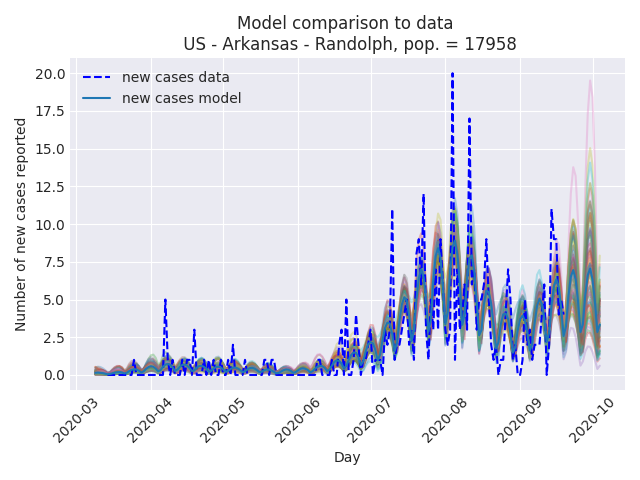 Model comparison to data
US - Arkansas - Randolph, pop. = 17958
new cases data
new cases model
Number of new cases reported
20.0
17.5
15.0
12.5
10.0
7.5
5.0
2.5
0.0
2020-03
2020-04
2020-05
2020-06
2020-07
2020-08
2020-09
2020-10
Day